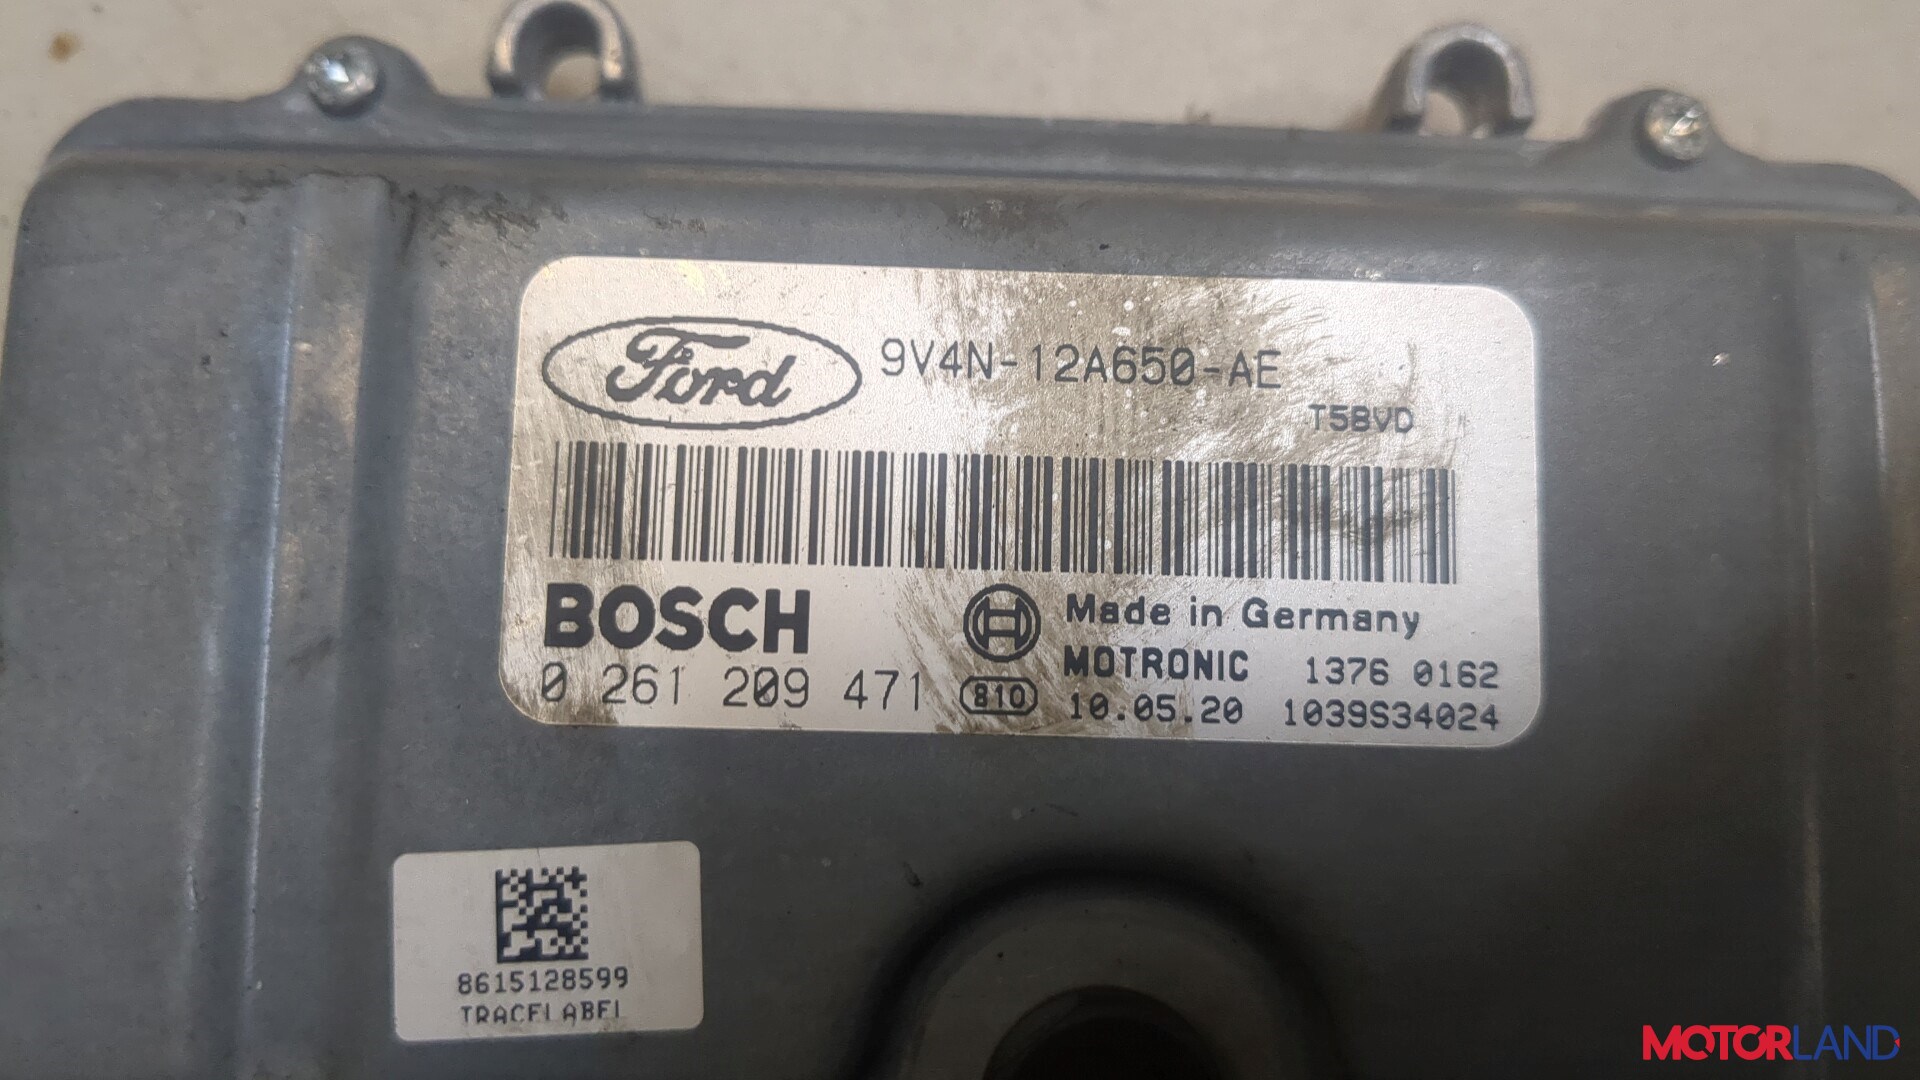 Ford
9V4N-12A650-AE
T5BVD
BOSCH
Made in Germany
0 261 209 471
MOTRONIC 1376 0162
810
10.05.20 1039S34024
8615128599
TRACELABEL
MOTORLAND